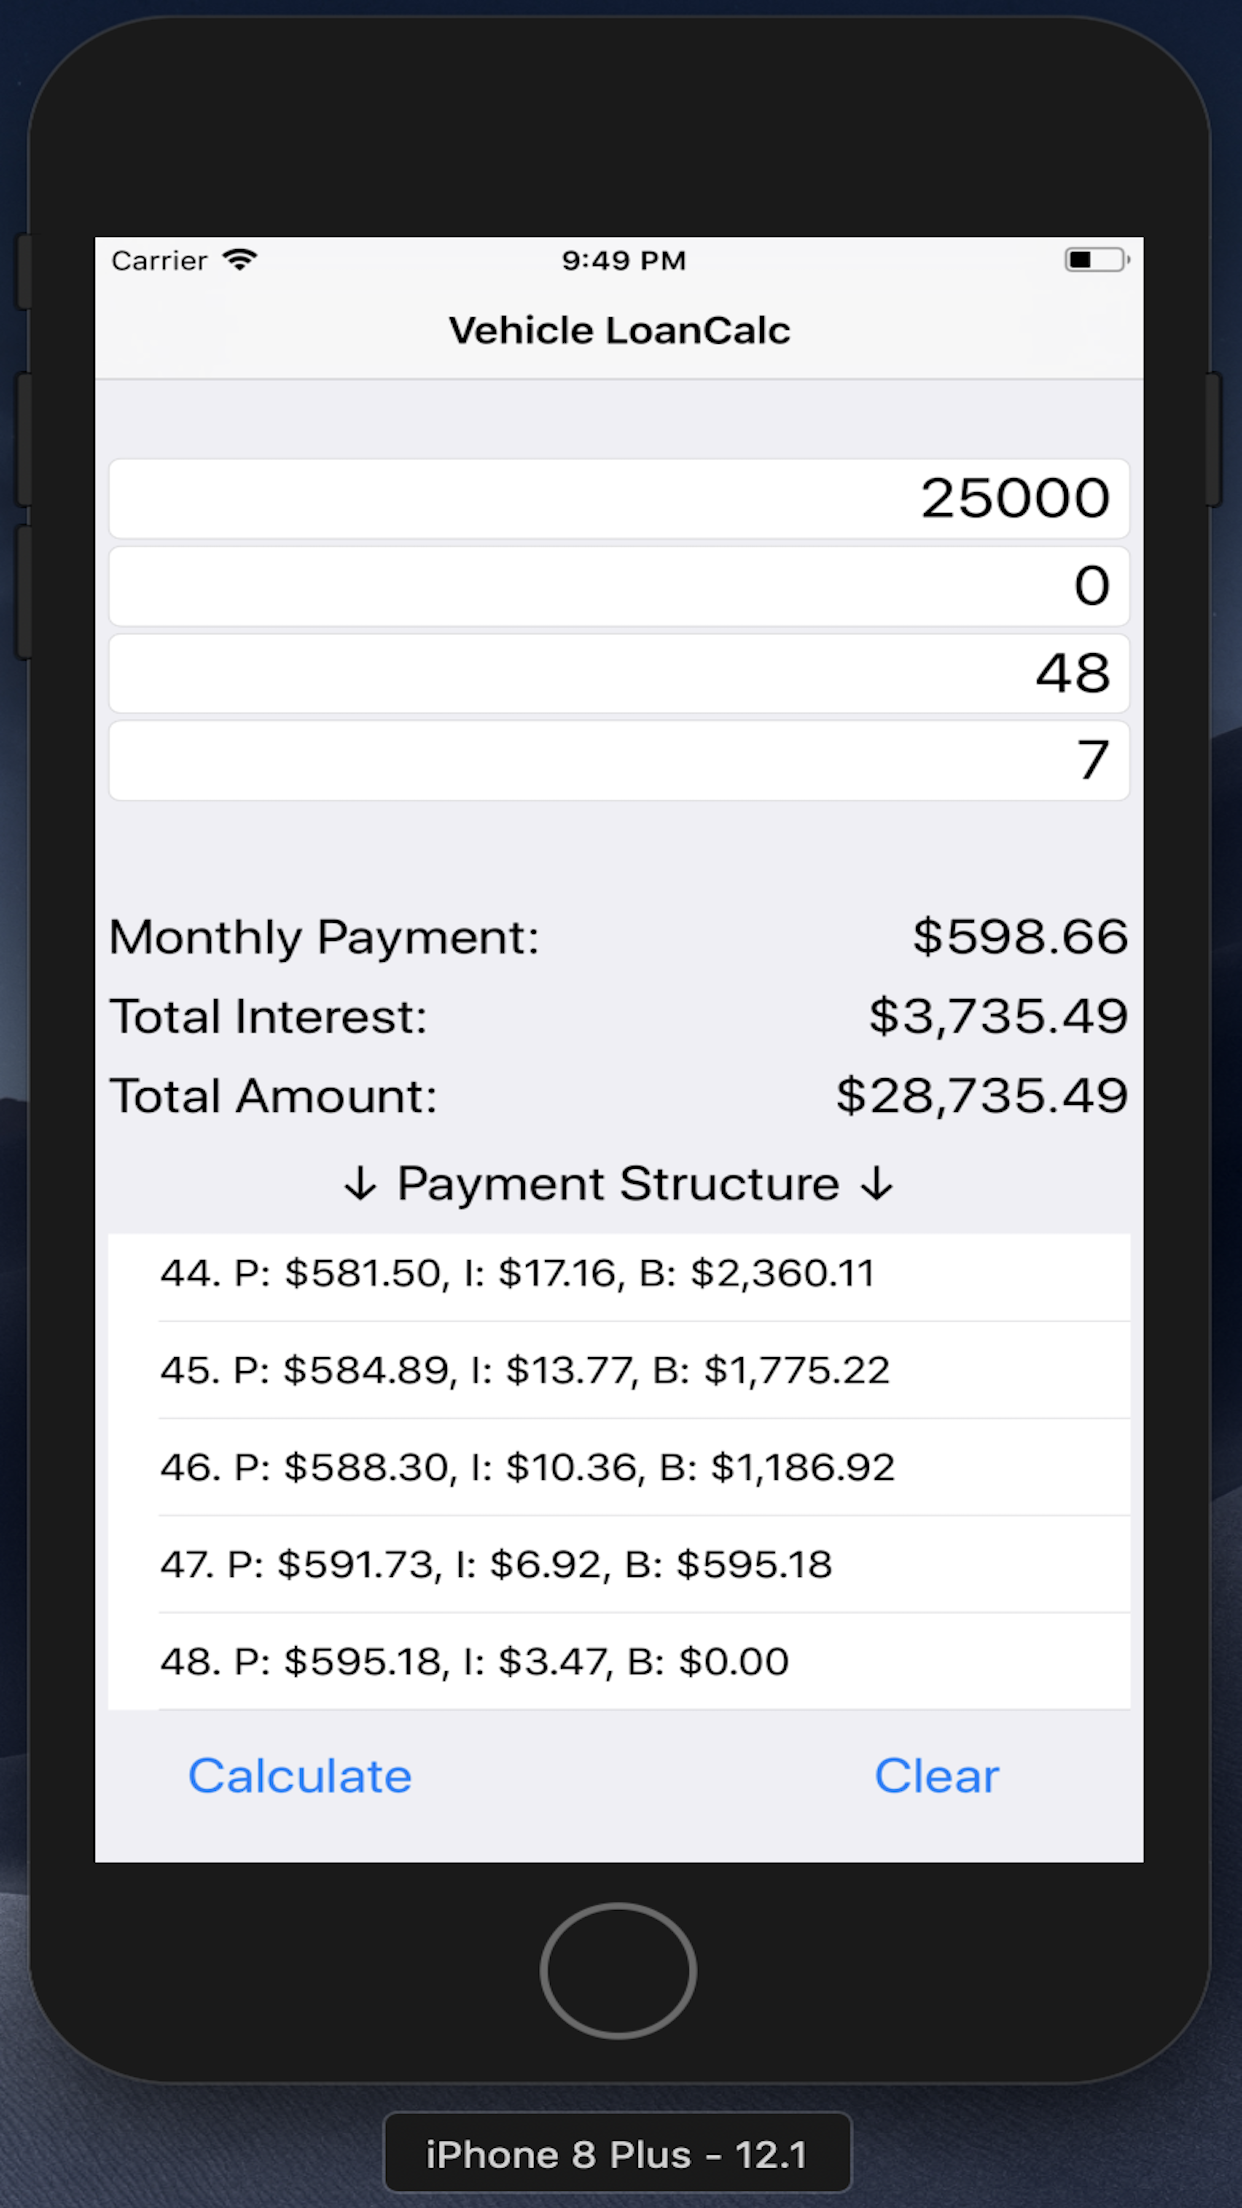 Carrier 9:49 PM
Vehicle LoanCalc
25000
0
48
7
Monthly Payment: $598.66
Total Interest: $3,735.49
Total Amount: $28,735.49
↓ Payment Structure ↓
44. P: $581.50, I: $17.16, B: $2,360.11
45. P: $584.89, I: $13.77, B: $1,775.22
46. P: $588.30, I: $10.36, B: $1,186.92
47. P: $591.73, I: $6.92, B: $595.18
48. P: $595.18, I: $3.47, B: $0.00
Calculate Clear
iPhone 8 Plus - 12.1